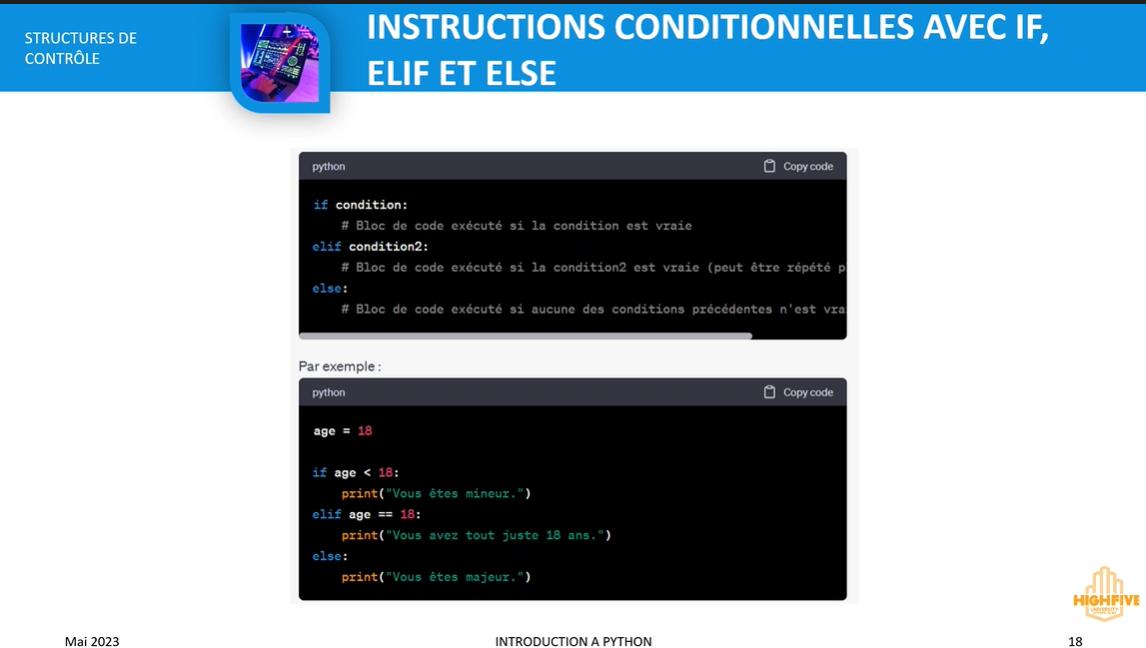 STRUCTURES DE
CONTRÔLE
INSTRUCTIONS CONDITIONNELLES AVEC IF,
ELIF ET ELSE
python Copy code
if condition:
# Bloc de code exécuté si la condition est vraie
elif condition2:
# Bloc de code exécuté si la condition2 est vraie (peut être répété p
else:
# Bloc de code exécuté si aucune des conditions précédentes n'est vra
Par exemple :
python Copy code
age = 18
if age < 18:
print("Vous êtes mineur.")
elif age == 18:
print("Vous avez tout juste 18 ans.")
else:
print("Vous êtes majeur.")
HIGHFIVE
UNIVERSITY
Mai 2023 INTRODUCTION A PYTHON 18